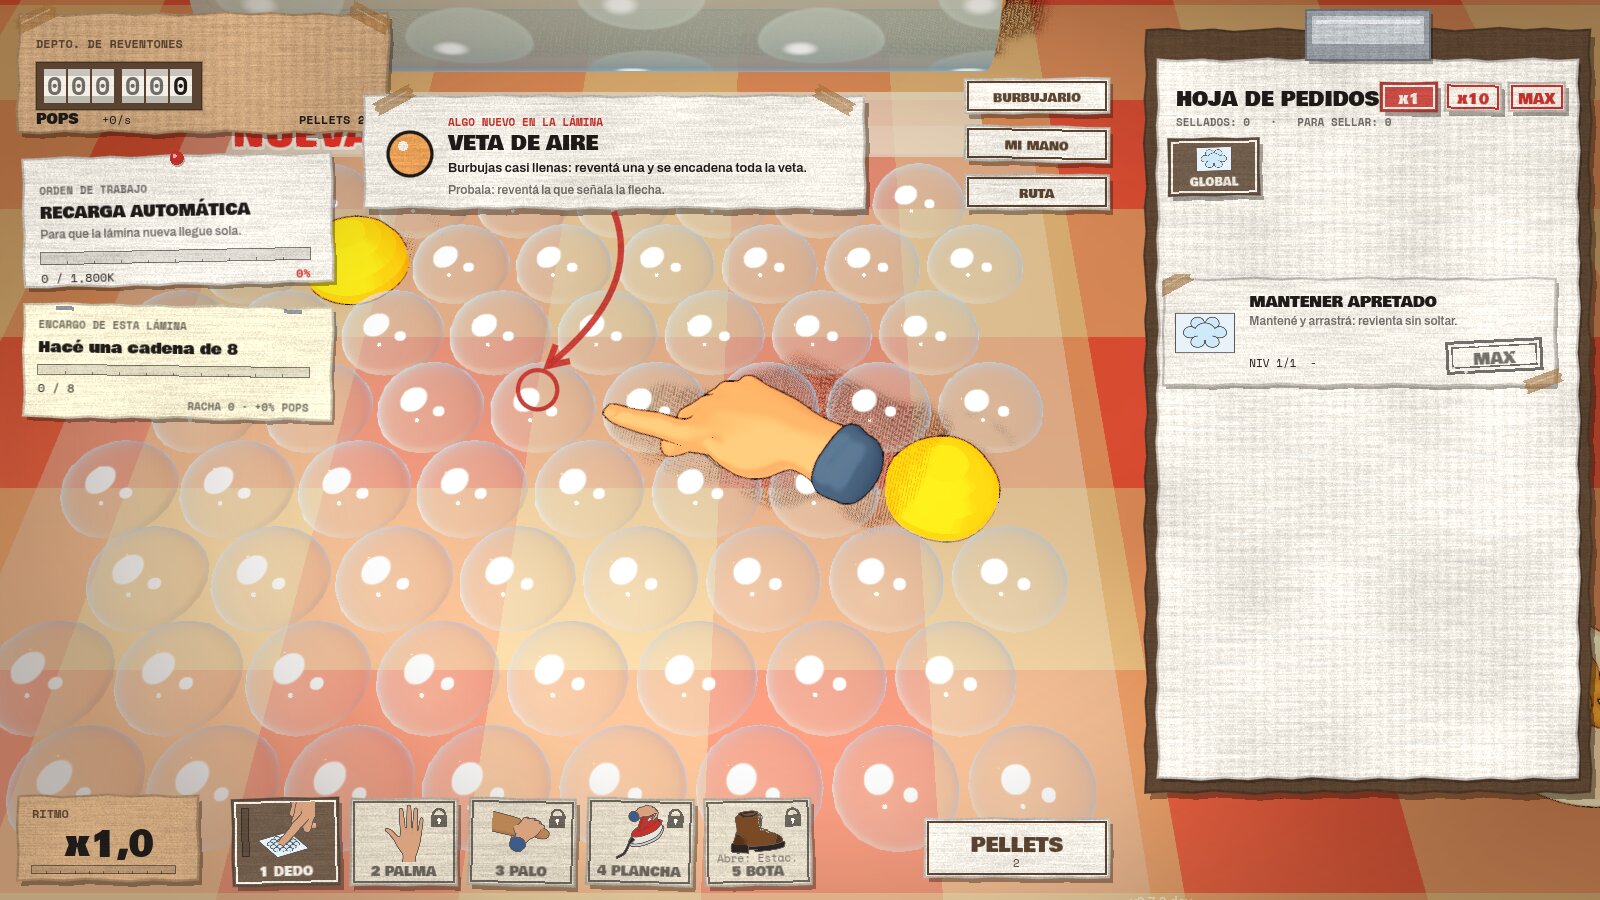 DEPTO. DE REVENTONES
000 000
POPS +0/s PELLETS 2
NUEVA
ORDEN DE TRABAJO
RECARGA AUTOMÁTICA
Para que la lámina nueva llegue sola.
0 / 1.800K 0%
ENCARGO DE ESTA LÁMINA
Hacé una cadena de 8
0 / 8
RACHA 0 · +0% POPS
ALGO NUEVO EN LA LÁMINA
VETA DE AIRE
Burbujas casi llenas: reventá una y se encadena toda la veta.
Probala: reventá la que señala la flecha.
BURBUJARIO
MI MANO
RUTA
HOJA DE PEDIDOS x1 x10 MAX
SELLADOS: 0 · PARA SELLAR: 0
GLOBAL
MANTENER APRETADO
Mantené y arrastrá: revienta sin soltar.
NIV 1/1 -
MAX
RITMO
x1,0
1 DEDO
2 PALMA
3 PALO
4 PLANCHA
Abre: Estac.
5 BOTA
PELLETS
2